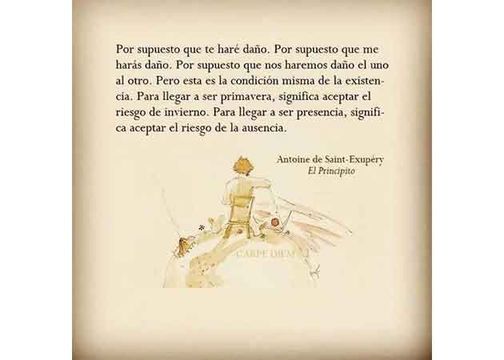 Por supuesto que te haré daño. Por supuesto que me
harás daño. Por supuesto que nos haremos daño el uno
al otro. Pero esta es la condición misma de la existen-
cia. Para llegar a ser primavera, significa aceptar el
riesgo de invierno. Para llegar a ser presencia, signifi-
ca aceptar el riesgo de la ausencia.
Antoine de Saint-Exupéry
El Principito
CARPE DIEM